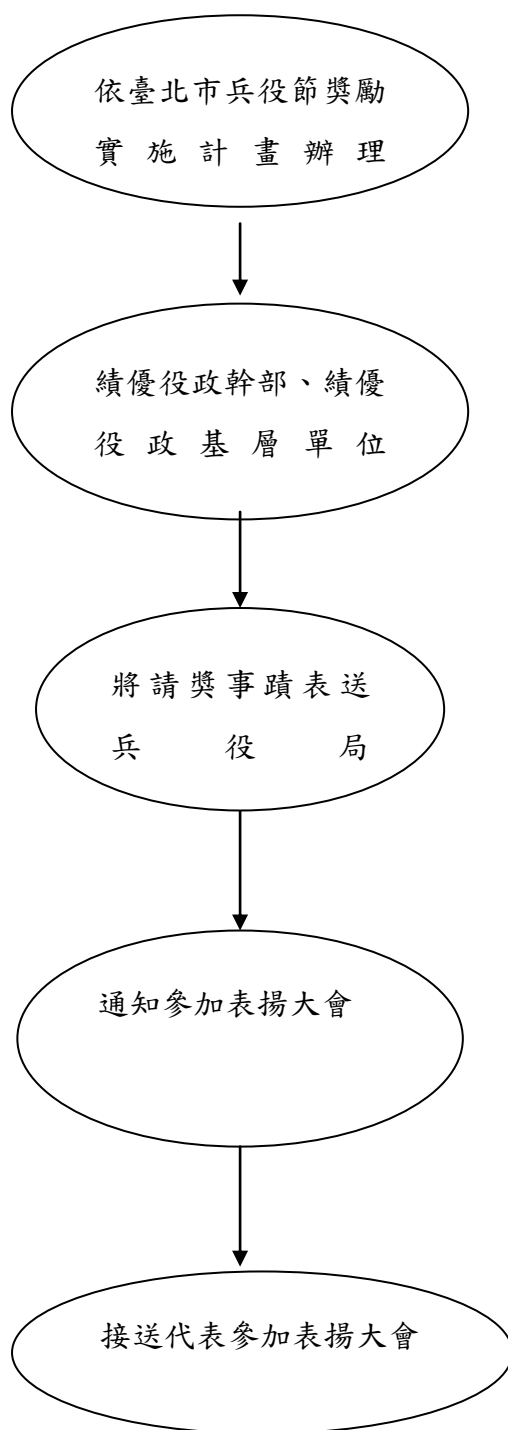 依臺北市兵役節獎勵
實施計畫辦理
績優役政幹部、績優
役政基層單位
將請獎事蹟表送
兵役局
通知參加表揚大會
接送代表參加表揚大會